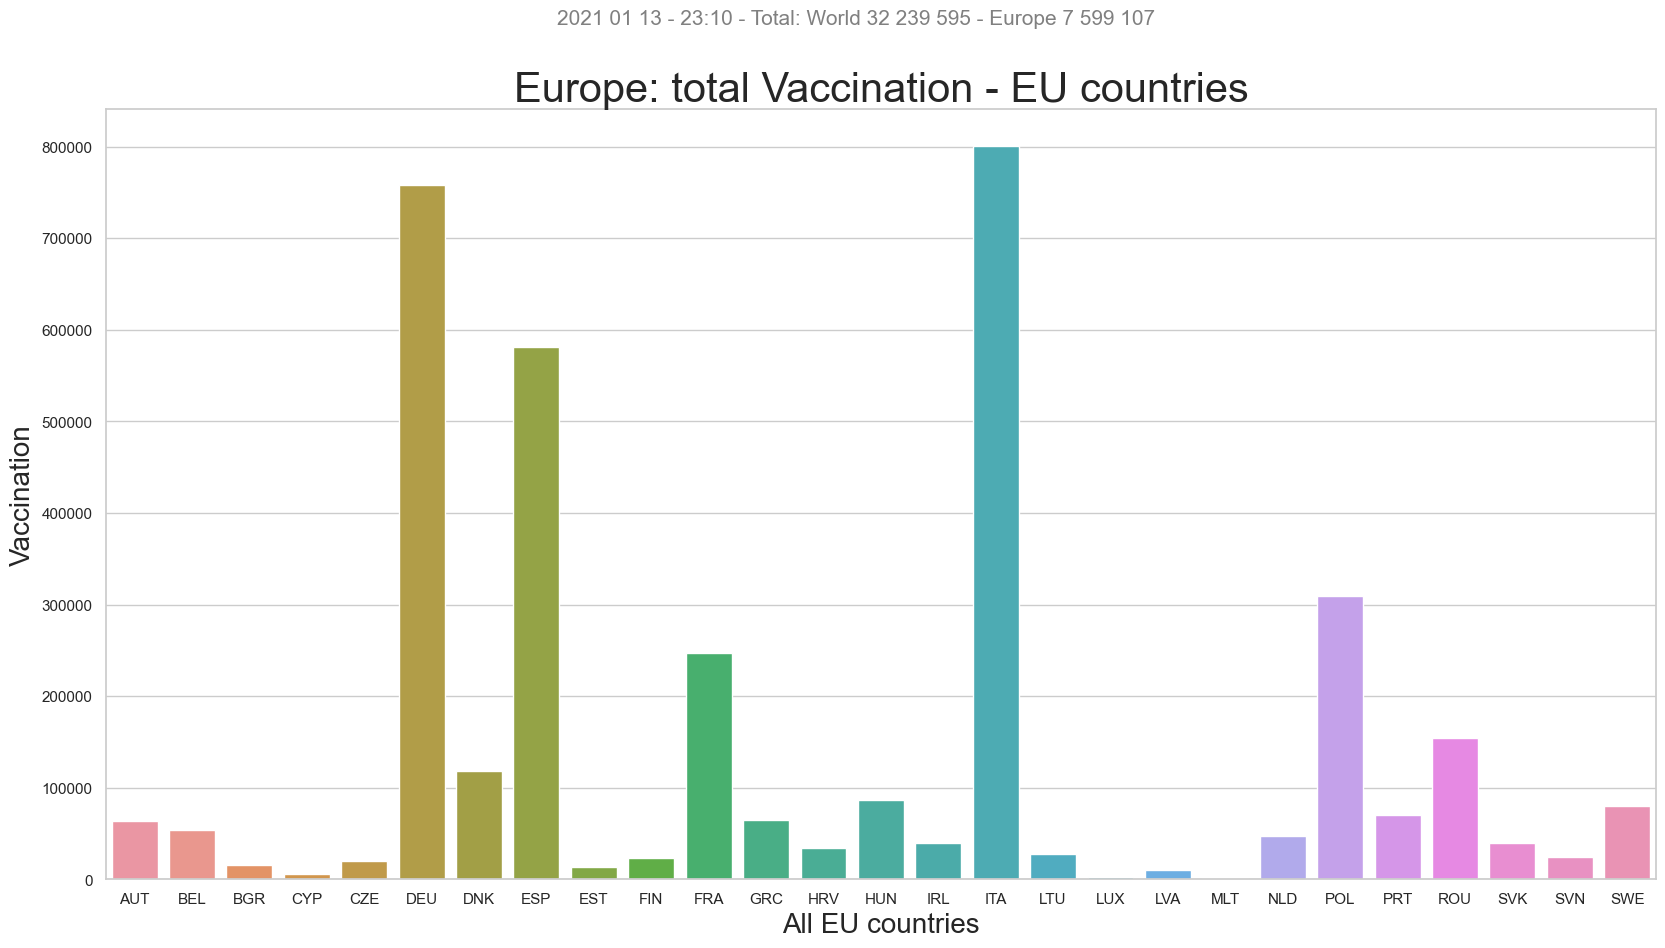 2021 01 13 - 23:10 - Total: World 32 239 595 - Europe 7 599 107
Europe: total Vaccination - EU countries
Vaccination
800000
700000
600000
500000
400000
300000
200000
100000
0
AUT BEL BGR CYP CZE DEU DNK ESP EST FIN FRA GRC HRV HUN IRL ITA LTU LUX LVA MLT NLD POL PRT ROU SVK SVN SWE
All EU countries